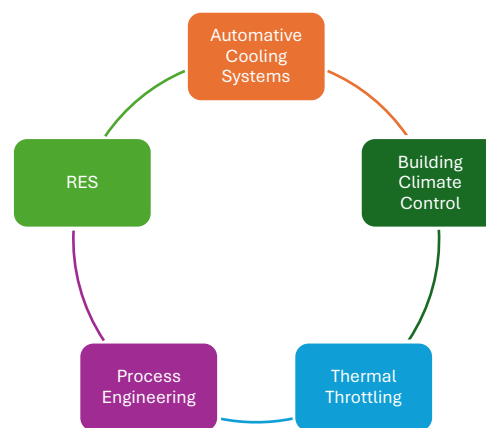 Automative
Cooling
Systems
Building
Climate
Control
Thermal
Throttling
Process
Engineering
RES